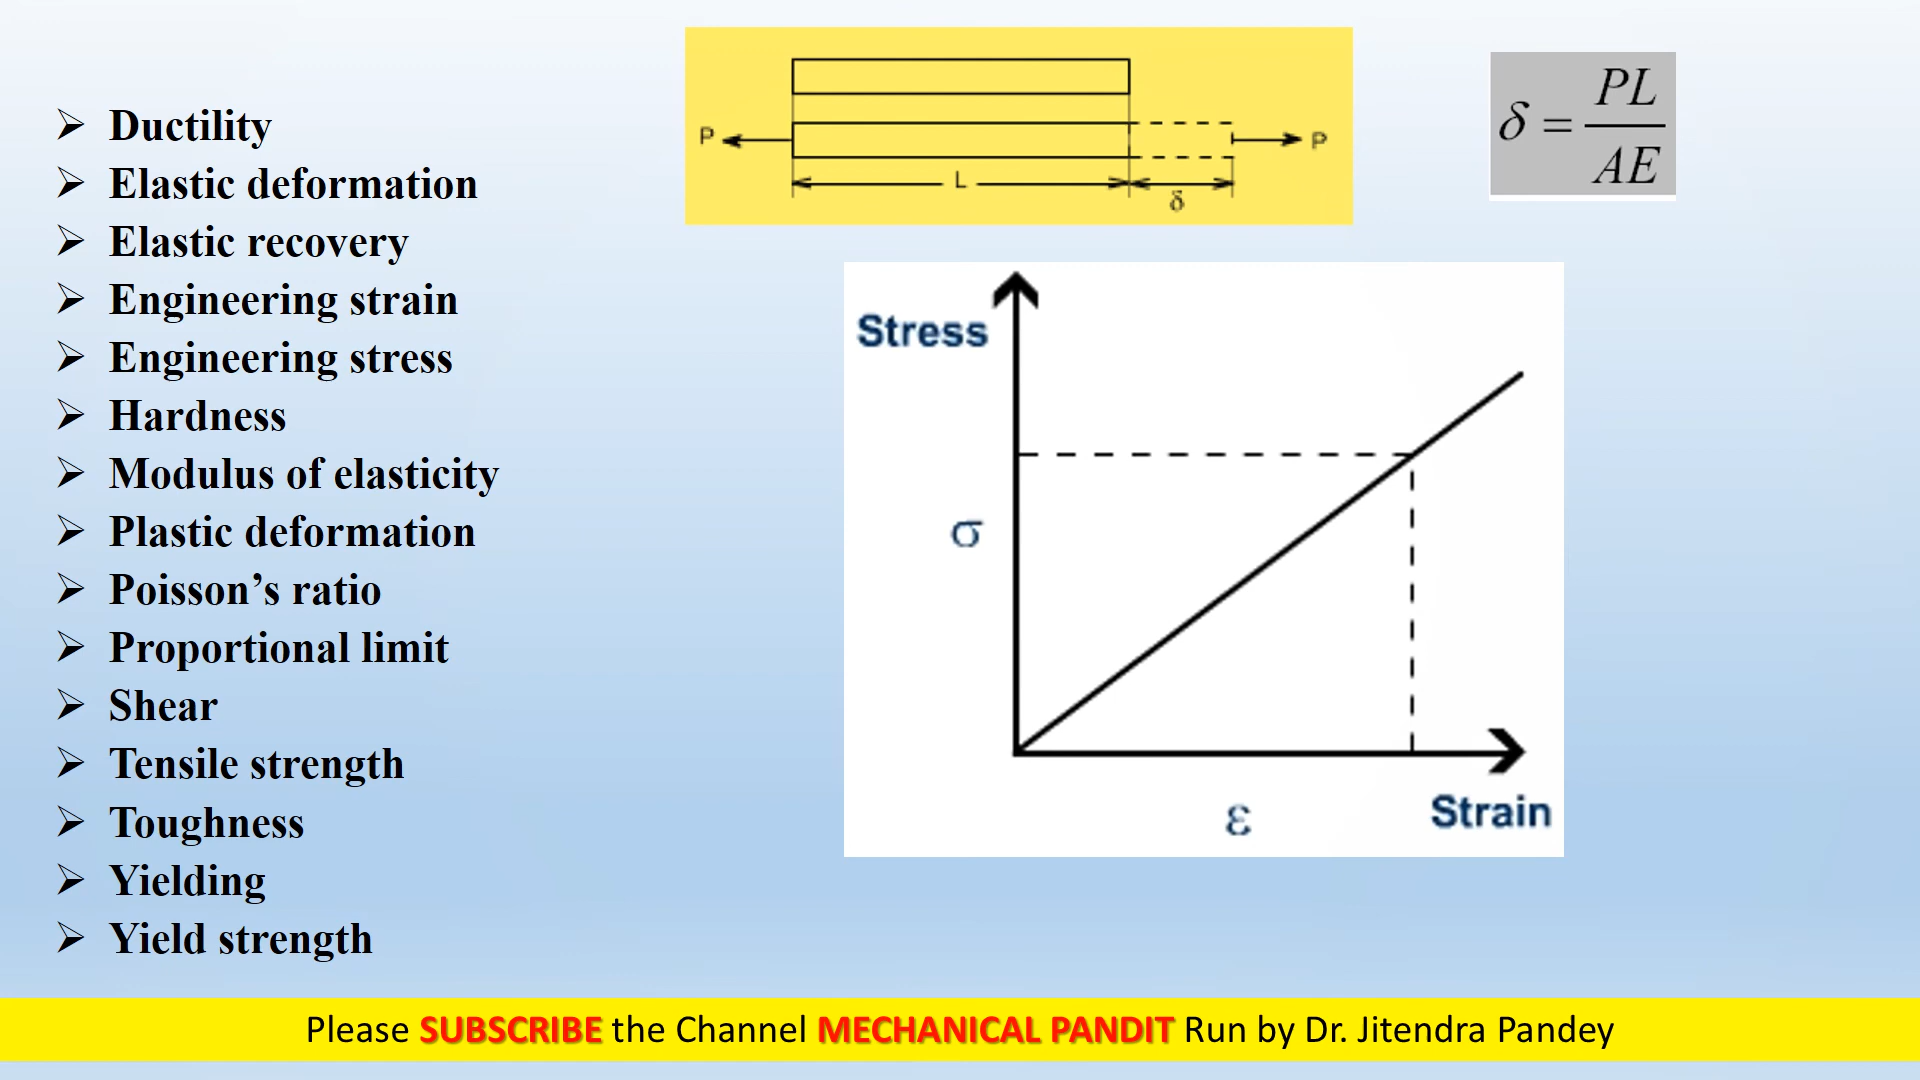 ➢ Ductility
➢ Elastic deformation
➢ Elastic recovery
➢ Engineering strain
➢ Engineering stress
➢ Hardness
➢ Modulus of elasticity
➢ Plastic deformation
➢ Poisson’s ratio
➢ Proportional limit
➢ Shear
➢ Tensile strength
➢ Toughness
➢ Yielding
➢ Yield strength
P P
L
δ
δ = PL / AE
Stress
σ
ε
Strain
Please SUBSCRIBE the Channel MECHANICAL PANDIT Run by Dr. Jitendra Pandey